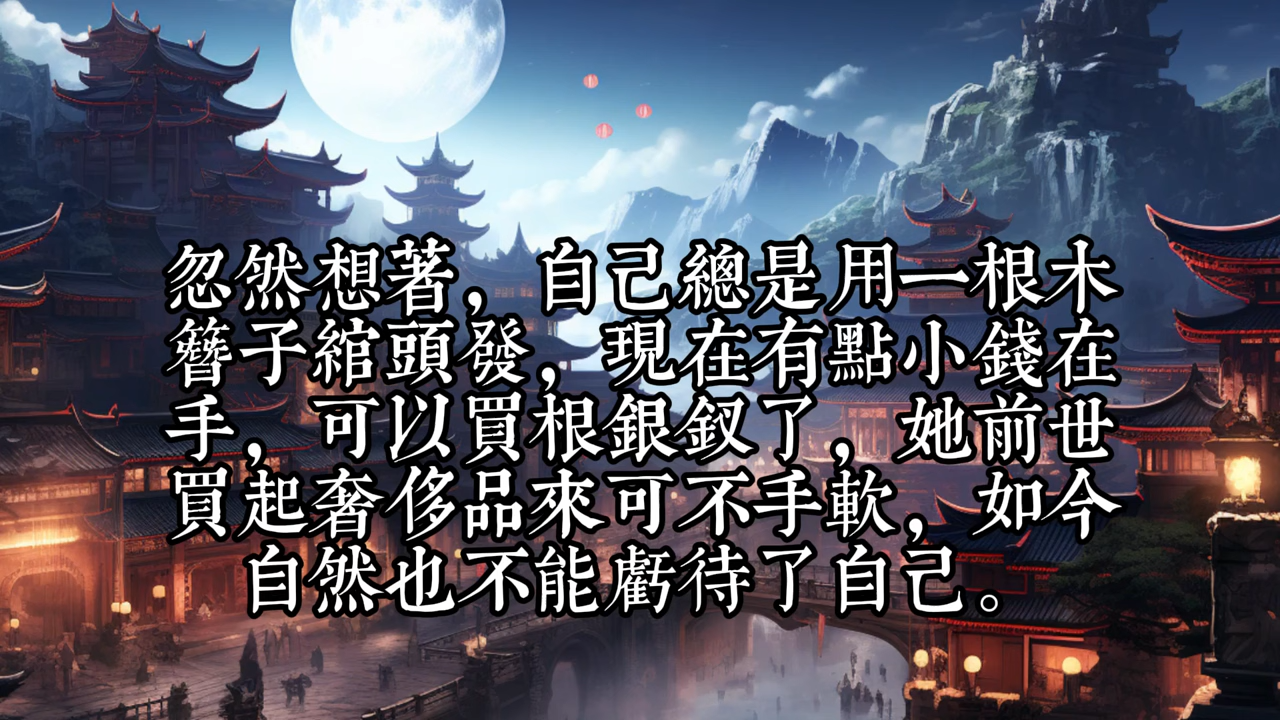 忽然想著，自己總是用一根木
簪子綰頭發，現在有點小錢在
手，可以買根銀釵了，她前世
買起奢侈品來可不手軟，如今
自然也不能虧待了自己。